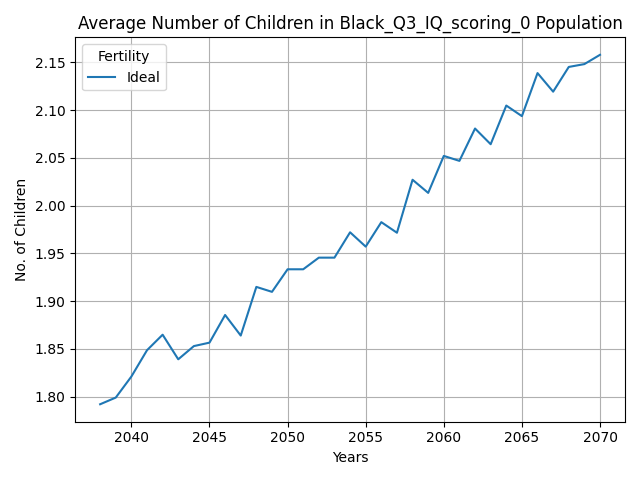 Average Number of Children in Black_Q3_IQ_scoring_0 Population
Fertility
Ideal
No. of Children
2.15
2.10
2.05
2.00
1.95
1.90
1.85
1.80
2040 2045 2050 2055 2060 2065 2070
Years